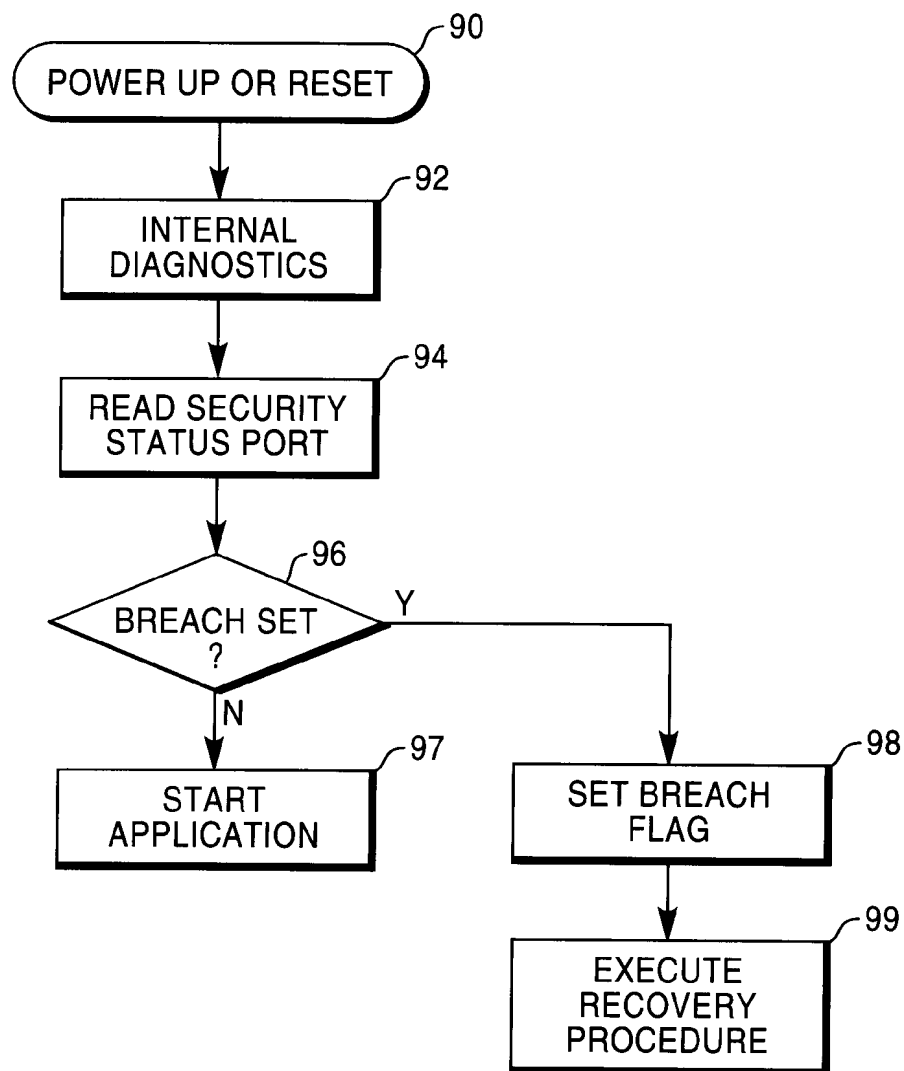 90
POWER UP OR RESET
92
INTERNAL
DIAGNOSTICS
94
READ SECURITY
STATUS PORT
96
BREACH SET
?
Y
N
97
START
APPLICATION
98
SET BREACH
FLAG
99
EXECUTE
RECOVERY
PROCEDURE